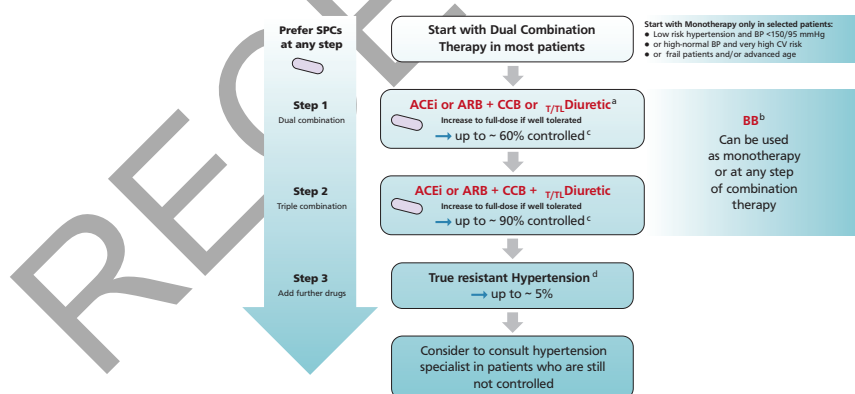 Prefer SPCs
at any step
Start with Dual Combination
Therapy in most patients
Start with Monotherapy only in selected patients:
● Low risk hypertension and BP <150/95 mmHg
● or high-normal BP and very high CV risk
● or frail patients and/or advanced age
Step 1
Dual combination
ACEi or ARB + CCB or T/TLDiuretic a
Increase to full-dose if well tolerated
→ up to ~ 60% controlled c
BB b
Can be used
as monotherapy
or at any step
of combination
therapy
Step 2
Triple combination
ACEi or ARB + CCB + T/TLDiuretic
Increase to full-dose if well tolerated
→ up to ~ 90% controlled c
Step 3
Add further drugs
True resistant Hypertension d
→ up to ~ 5%
Consider to consult hypertension
specialist in patients who are still
not controlled